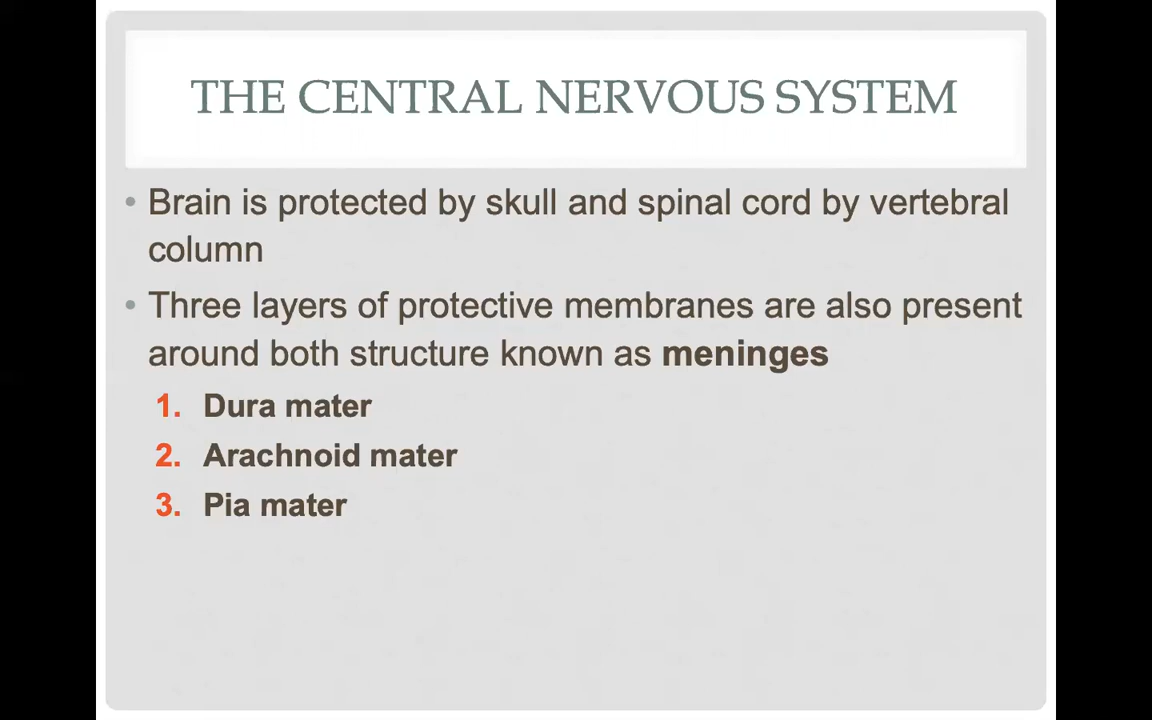 THE CENTRAL NERVOUS SYSTEM
• Brain is protected by skull and spinal cord by vertebral
column
• Three layers of protective membranes are also present
around both structure known as meninges
1. Dura mater
2. Arachnoid mater
3. Pia mater